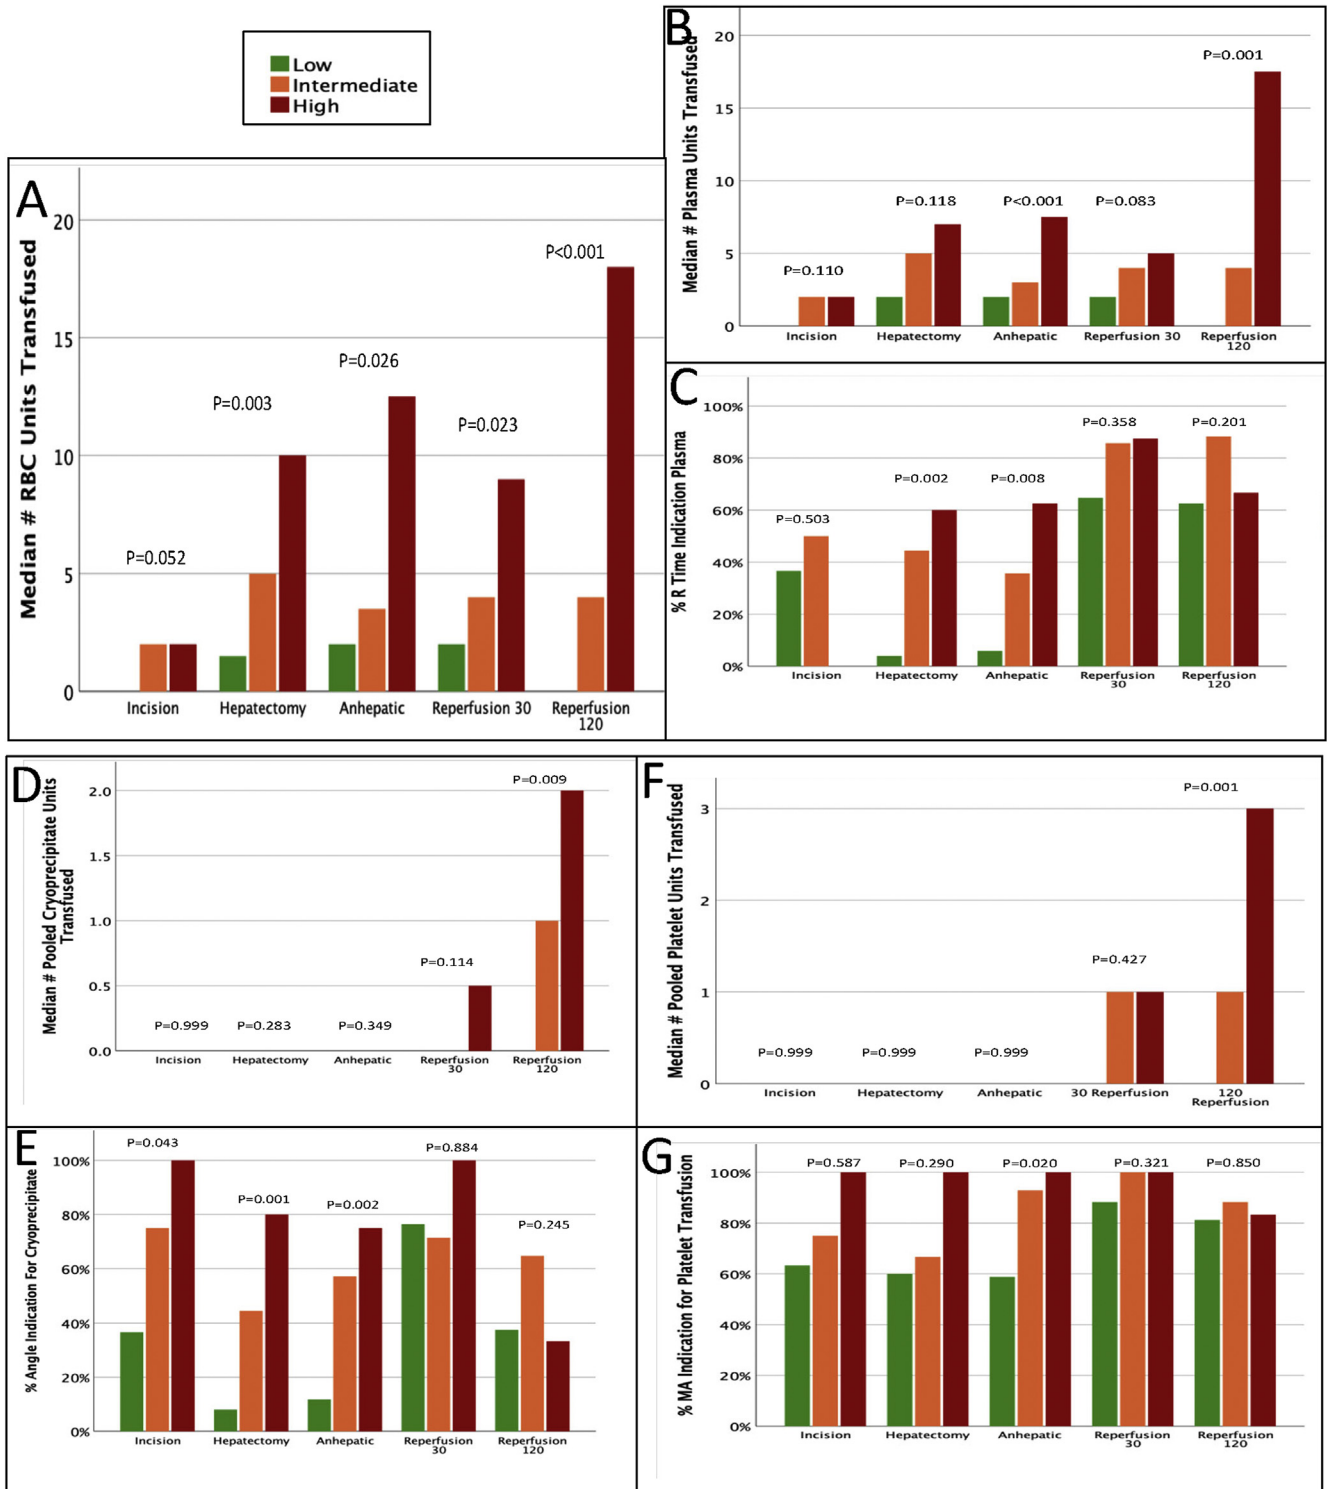 Low
Intermediate
High
A
Median # RBC Units Transfused
20
15
10
5
0
P=0.052
P=0.003
P=0.026
P=0.023
P<0.001
Incision
Hepatectomy
Anhepatic
Reperfusion 30
Reperfusion
120
B
Median # Plasma Units Transfused
20
15
10
5
0
P=0.110
P=0.118
P<0.001
P=0.083
P=0.001
Incision
Hepatectomy
Anhepatic
Reperfusion 30
Reperfusion
120
C
% R Time Indication Plasma
100%
80%
60%
40%
20%
0%
P=0.503
P=0.002
P=0.008
P=0.358
P=0.201
Incision
Hepatectomy
Anhepatic
Reperfusion
30
Reperfusion
120
D
Median # Pooled Cryoprecipitate Units
Transfused
2.0
1.5
1.0
0.5
0.0
P=0.999
P=0.283
P=0.349
P=0.114
P=0.009
Incision
Hepatectomy
Anhepatic
Reperfusion
30
Reperfusion
120
F
Median # Pooled Platelet Units Transfused
3
2
1
0
P=0.999
P=0.999
P=0.999
P=0.427
P=0.001
Incision
Hepatectomy
Anhepatic
30 Reperfusion
120
Reperfusion
E
% Angle Indication For Cryoprecipitate
100%
80%
60%
40%
20%
0%
P=0.043
P=0.001
P=0.002
P=0.884
P=0.245
Incision
Hepatectomy
Anhepatic
Reperfusion
30
Reperfusion
120
G
% MA Indication for Platelet Transfusion
100%
80%
60%
40%
20%
0%
P=0.587
P=0.290
P=0.020
P=0.321
P=0.850
Incision
Hepatectomy
Anhepatic
Reperfusion
30
Reperfusion
120